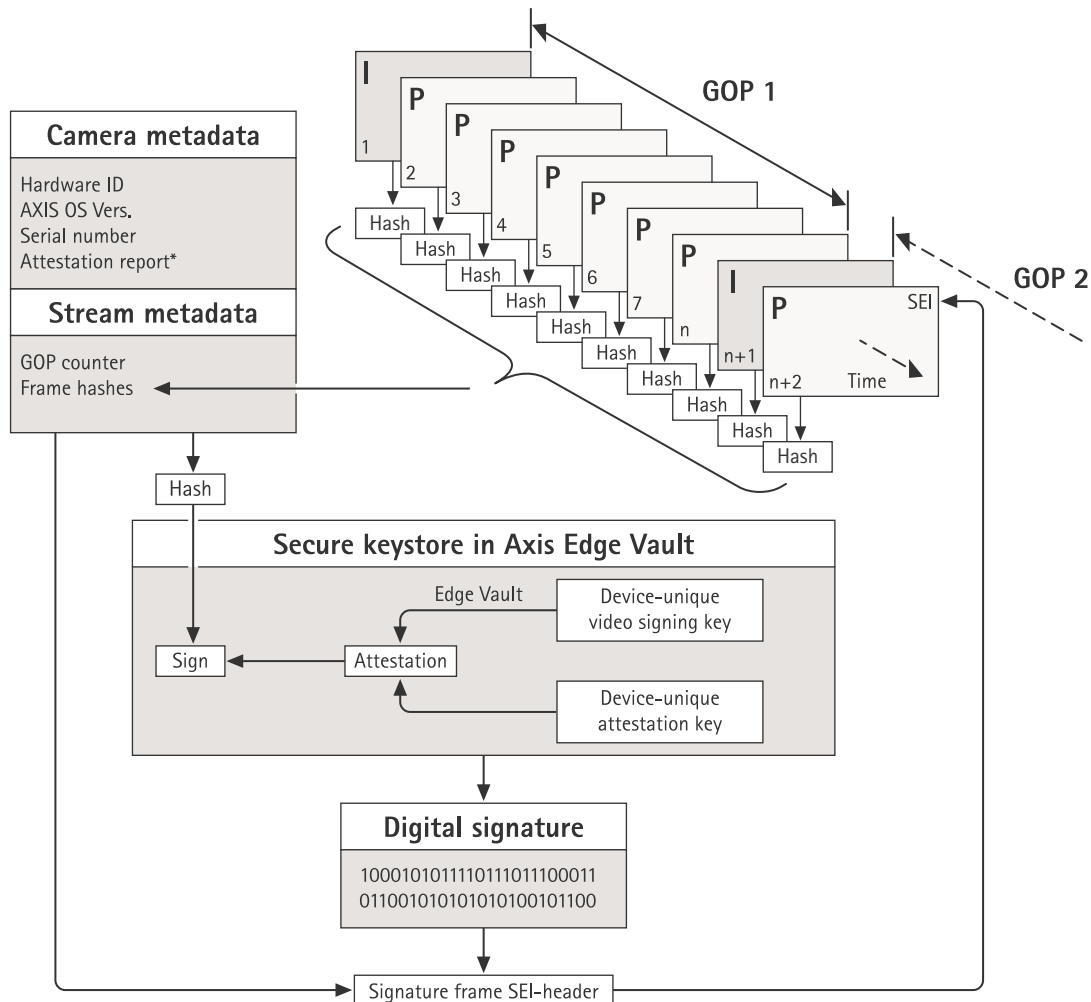 GOP 1
GOP 2
I
1
P
2
P
3
P
4
P
5
P
6
P
7
P
n
I
n+1
P
SEI
n+2
Time
Hash
Hash
Hash
Hash
Hash
Hash
Hash
Hash
Hash
Hash
Camera metadata
Hardware ID
AXIS OS Vers.
Serial number
Attestation report*
Stream metadata
GOP counter
Frame hashes
Hash
Secure keystore in Axis Edge Vault
Edge Vault
Device-unique
video signing key
Sign
Attestation
Device-unique
attestation key
Digital signature
1000101011110111011100011
01100101010101010010110​0
Signature frame SEI-header